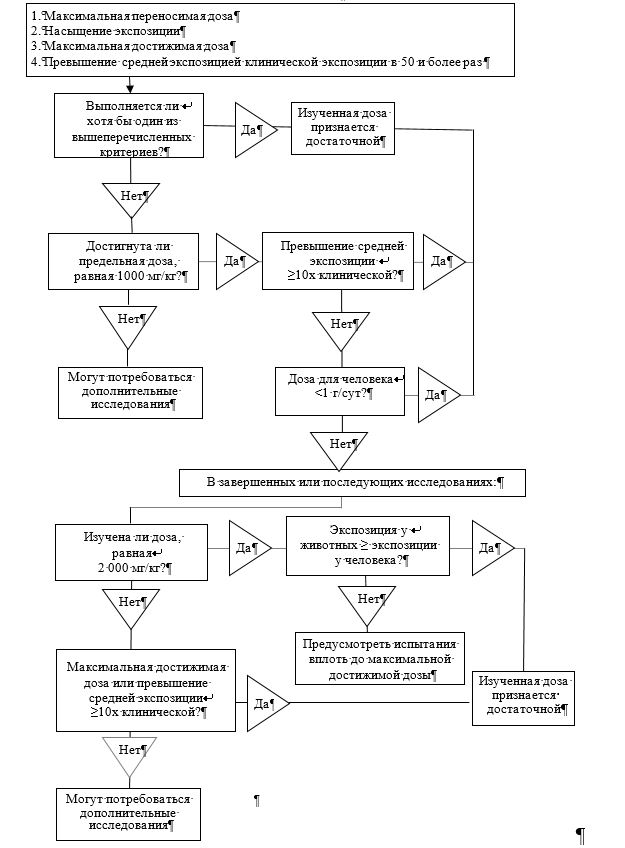 1. Максимальная переносимая доза¶
2. Насыщение экспозиции¶
3. Максимальная достижимая доза¶
4. Превышение средней экспозицией клинической экспозиции в 50 и более раз¶
Выполняется ли↵
хотя бы один из
вышеперечисленных
критериев?¶
Да¶
Изученная доза
признается
достаточной¶
Нет¶
Достигнута ли
предельная доза,
равная 1000 мг/кг?¶
Да¶
Превышение средней
экспозиции↵
≥10х клинической?¶
Да¶
Нет¶
Нет¶
Могут потребоваться
дополнительные
исследования¶
Доза для человека↵
<1 г/сут?¶
Да¶
Нет¶
В завершенных или последующих исследованиях:¶
Изучена ли доза,
равная↵
2 000 мг/кг?¶
Да¶
Экспозиция у↵
животных ≥ экспозиции
у человека?¶
Да¶
Нет¶
Нет¶
Предусмотреть испытания
вплоть до максимальной
достижимой дозы¶
Максимальная достижимая
доза или превышение
средней экспозиции↵
≥10х клинической?¶
Да¶
Изученная доза
признается
достаточной¶
Нет¶
Могут потребоваться
дополнительные
исследования¶
¶
¶